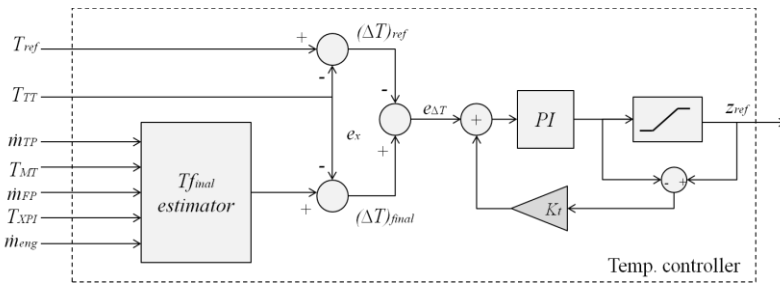 T_ref
T_TT
ṁ_TP
T_MT
ṁ_FP
T_XPI
ṁ_eng
Tfinal
estimator
+
-
(ΔT)_ref
e_x
-
+
(ΔT)_final
-
+
e_ΔT
+
PI
z_ref
- +
K_t
Temp. controller